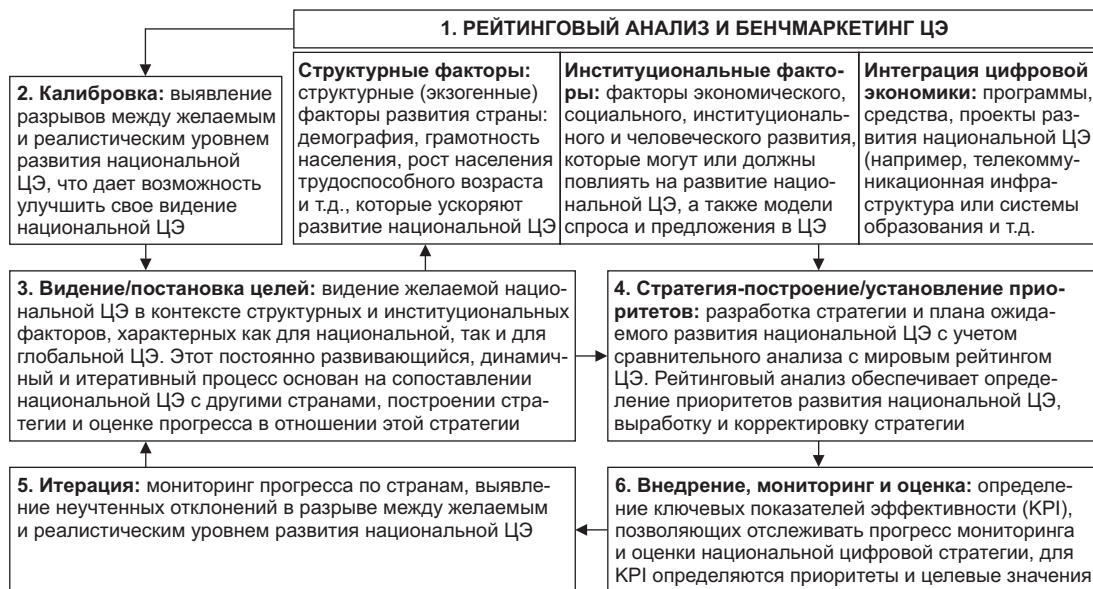 1. РЕЙТИНГОВЫЙ АНАЛИЗ И БЕНЧМАРКЕТИНГ ЦЭ
2. Калибровка: выявление
разрывов между желаемым
и реалистическим уровнем
развития национальной
ЦЭ, что дает возможность
улучшить свое видение
национальной ЦЭ
Структурные факторы:
структурные (экзогенные)
факторы развития страны:
демография, грамотность
населения, рост населения
трудоспособного возраста
и т.д., которые ускоряют
развитие национальной ЦЭ
Институциональные факто-
ры: факторы экономического,
социального, институциональ-
ного и человеческого развития,
которые могут или должны
повлиять на развитие нацио-
нальной ЦЭ, а также модели
спроса и предложения в ЦЭ
Интеграция цифровой
экономики: программы,
средства, проекты раз-
вития национальной ЦЭ
(например, телекомму-
никационная инфра-
структура или системы
образования и т.д.
3. Видение/постановка целей: видение желаемой нацио-
нальной ЦЭ в контексте структурных и институциональных
факторов, характерных как для национальной, так и для
глобальной ЦЭ. Этот постоянно развивающийся, динамич-
ный и итеративный процесс основан на сопоставлении
национальной ЦЭ с другими странами, построении стра-
тегии и оценке прогресса в отношении этой стратегии
4. Стратегия-построение/установление прио-
ритетов: разработка стратегии и плана ожида-
емого развития национальной ЦЭ с учетом
сравнительного анализа с мировым рейтингом
ЦЭ. Рейтинговый анализ обеспечивает опреде-
ление приоритетов развития национальной ЦЭ,
выработку и корректировку стратегии
5. Итерация: мониторинг прогресса по странам, выявле-
ние неучтенных отклонений в разрыве между желаемым
и реалистическим уровнем развития национальной ЦЭ
6. Внедрение, мониторинг и оценка: определе-
ние ключевых показателей эффективности (KPI),
позволяющих отслеживать прогресс мониторинга
и оценки национальной цифровой стратегии, для
KPI определяются приоритеты и целевые значения